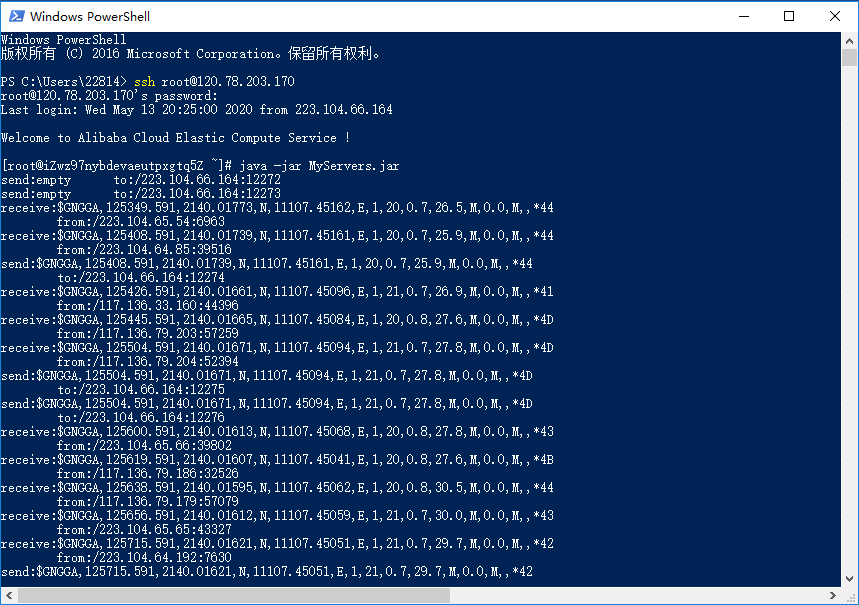 Windows PowerShell
Windows PowerShell
版权所有 (C) 2016 Microsoft Corporation。保留所有权利。
PS C:\Users\22814> ssh root@120.78.203.170
root@120.78.203.170's password:
Last login: Wed May 13 20:25:00 2020 from 223.104.66.164
Welcome to Alibaba Cloud Elastic Compute Service !
[root@iZwz97nybdevaeutpxgtq5Z ~]# java -jar MyServers.jar
send:empty      to:/223.104.66.164:12272
send:empty      to:/223.104.66.164:12273
receive:$GNGGA,125349.591,2140.01773,N,11107.45162,E,1,20,0.7,26.5,M,0.0,M,,*44
        from:/223.104.65.54:6963
receive:$GNGGA,125408.591,2140.01739,N,11107.45161,E,1,20,0.7,25.9,M,0.0,M,,*44
        from:/223.104.64.85:39516
send:$GNGGA,125408.591,2140.01739,N,11107.45161,E,1,20,0.7,25.9,M,0.0,M,,*44
        to:/223.104.66.164:12274
receive:$GNGGA,125426.591,2140.01661,N,11107.45096,E,1,21,0.7,26.9,M,0.0,M,,*41
        from:/117.136.33.160:44396
receive:$GNGGA,125445.591,2140.01665,N,11107.45084,E,1,20,0.8,27.6,M,0.0,M,,*4D
        from:/117.136.79.203:57259
receive:$GNGGA,125504.591,2140.01671,N,11107.45094,E,1,21,0.7,27.8,M,0.0,M,,*4D
        from:/117.136.79.204:52394
send:$GNGGA,125504.591,2140.01671,N,11107.45094,E,1,21,0.7,27.8,M,0.0,M,,*4D
        to:/223.104.66.164:12275
send:$GNGGA,125504.591,2140.01671,N,11107.45094,E,1,21,0.7,27.8,M,0.0,M,,*4D
        to:/223.104.66.164:12276
receive:$GNGGA,125600.591,2140.01613,N,11107.45068,E,1,20,0.8,27.8,M,0.0,M,,*43
        from:/223.104.65.66:39802
receive:$GNGGA,125619.591,2140.01607,N,11107.45041,E,1,20,0.8,27.6,M,0.0,M,,*4B
        from:/117.136.79.186:32526
receive:$GNGGA,125638.591,2140.01595,N,11107.45062,E,1,20,0.8,30.5,M,0.0,M,,*44
        from:/117.136.79.179:57079
receive:$GNGGA,125656.591,2140.01612,N,11107.45059,E,1,21,0.7,30.0,M,0.0,M,,*43
        from:/223.104.65.65:43327
receive:$GNGGA,125715.591,2140.01621,N,11107.45051,E,1,21,0.7,29.7,M,0.0,M,,*42
        from:/223.104.64.192:7630
send:$GNGGA,125715.591,2140.01621,N,11107.45051,E,1,21,0.7,29.7,M,0.0,M,,*42